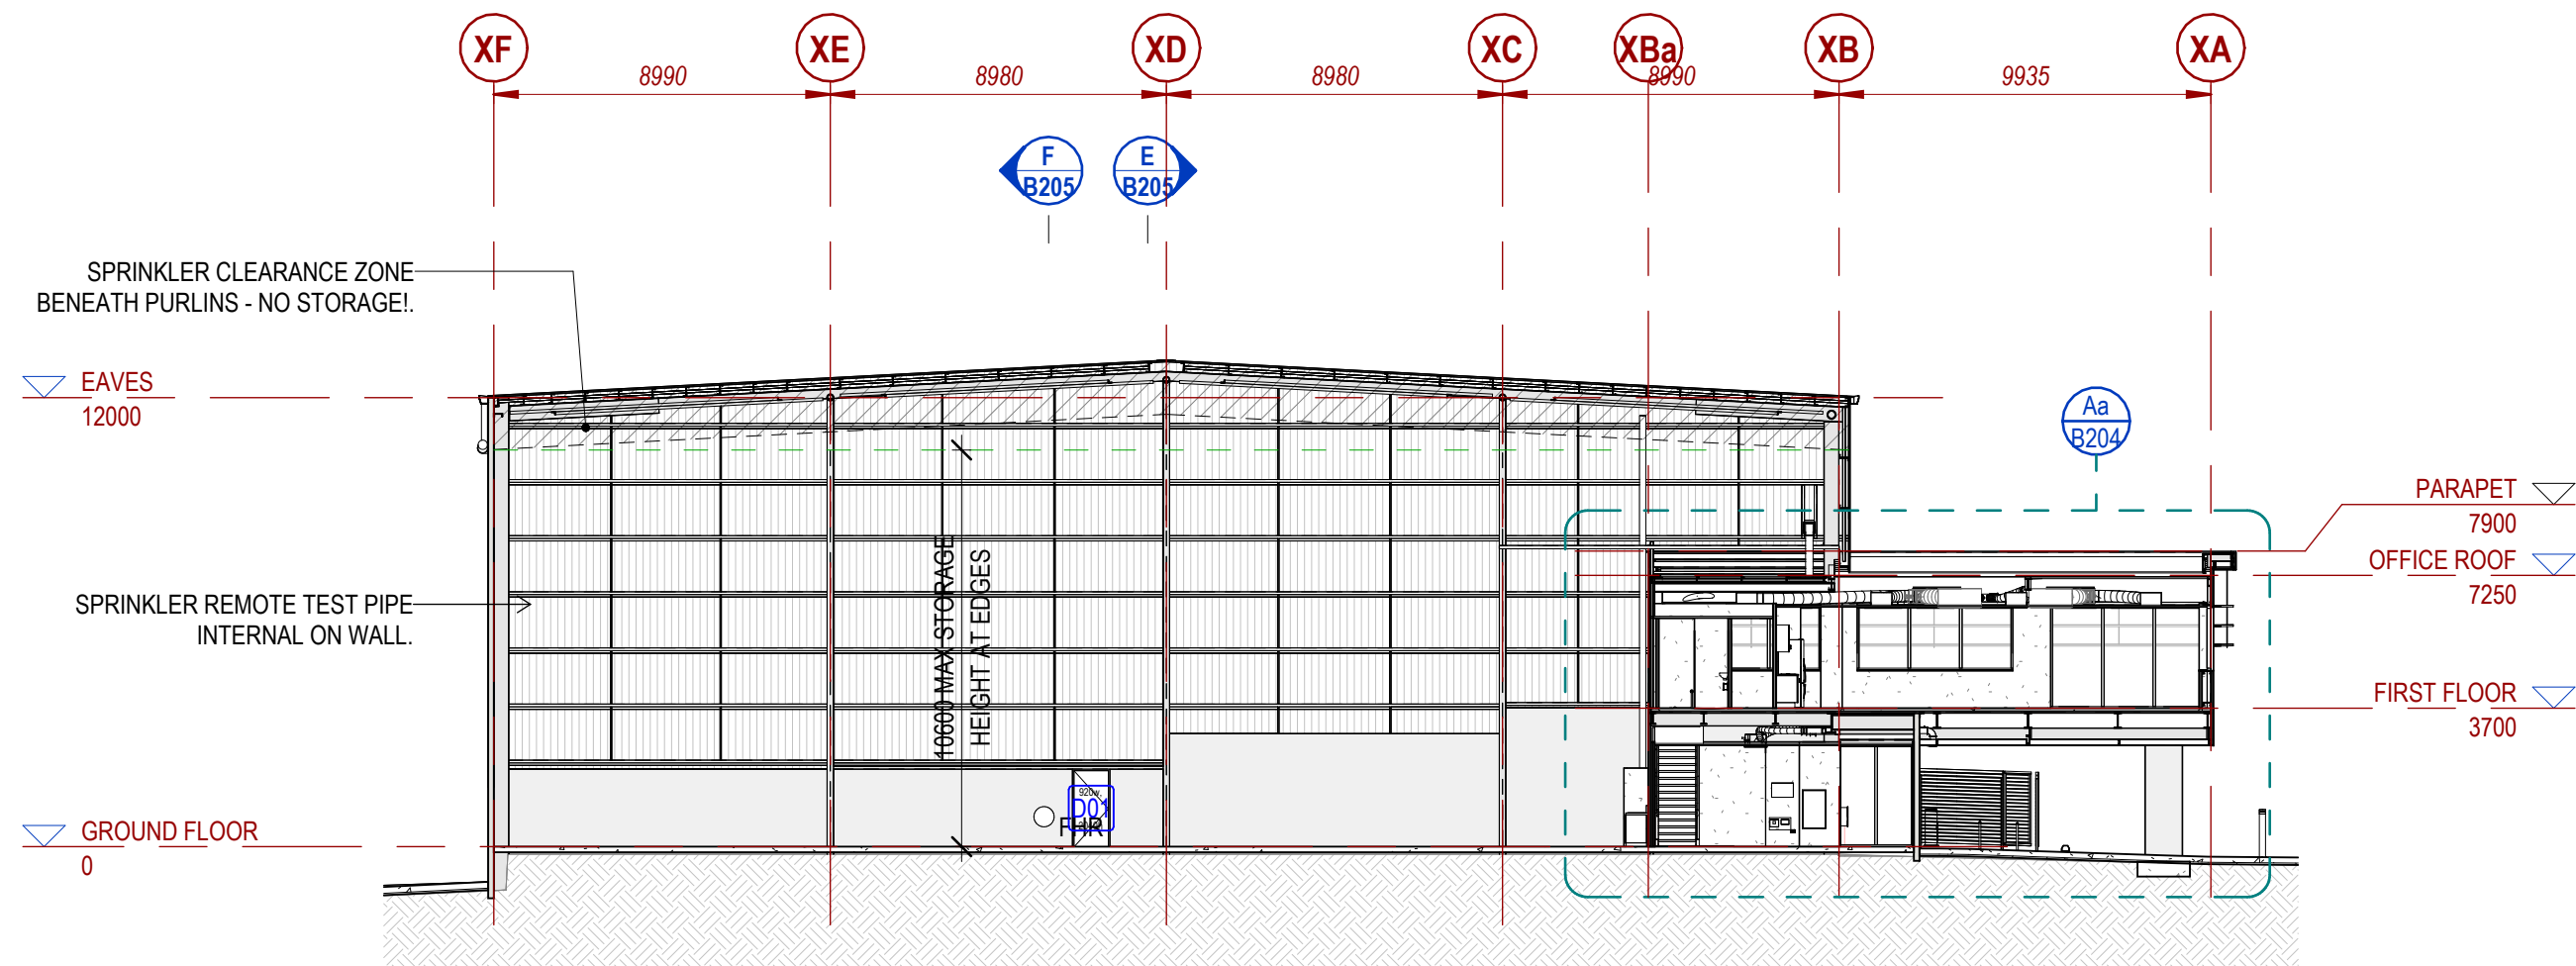 XF
XE
XD
XC
XBa
XB
XA
8990
8980
8980
8990
9935
F
B205
E
B205
SPRINKLER CLEARANCE ZONE
BENEATH PURLINS - NO STORAGE!.
EAVES
12000
Aa
B204
PARAPET
7900
OFFICE ROOF
7250
SPRINKLER REMOTE TEST PIPE
INTERNAL ON WALL.
10600 MAX STORAGE
HEIGHT AT EDGES
FIRST FLOOR
3700
920w.
D01
GROUND FLOOR
0